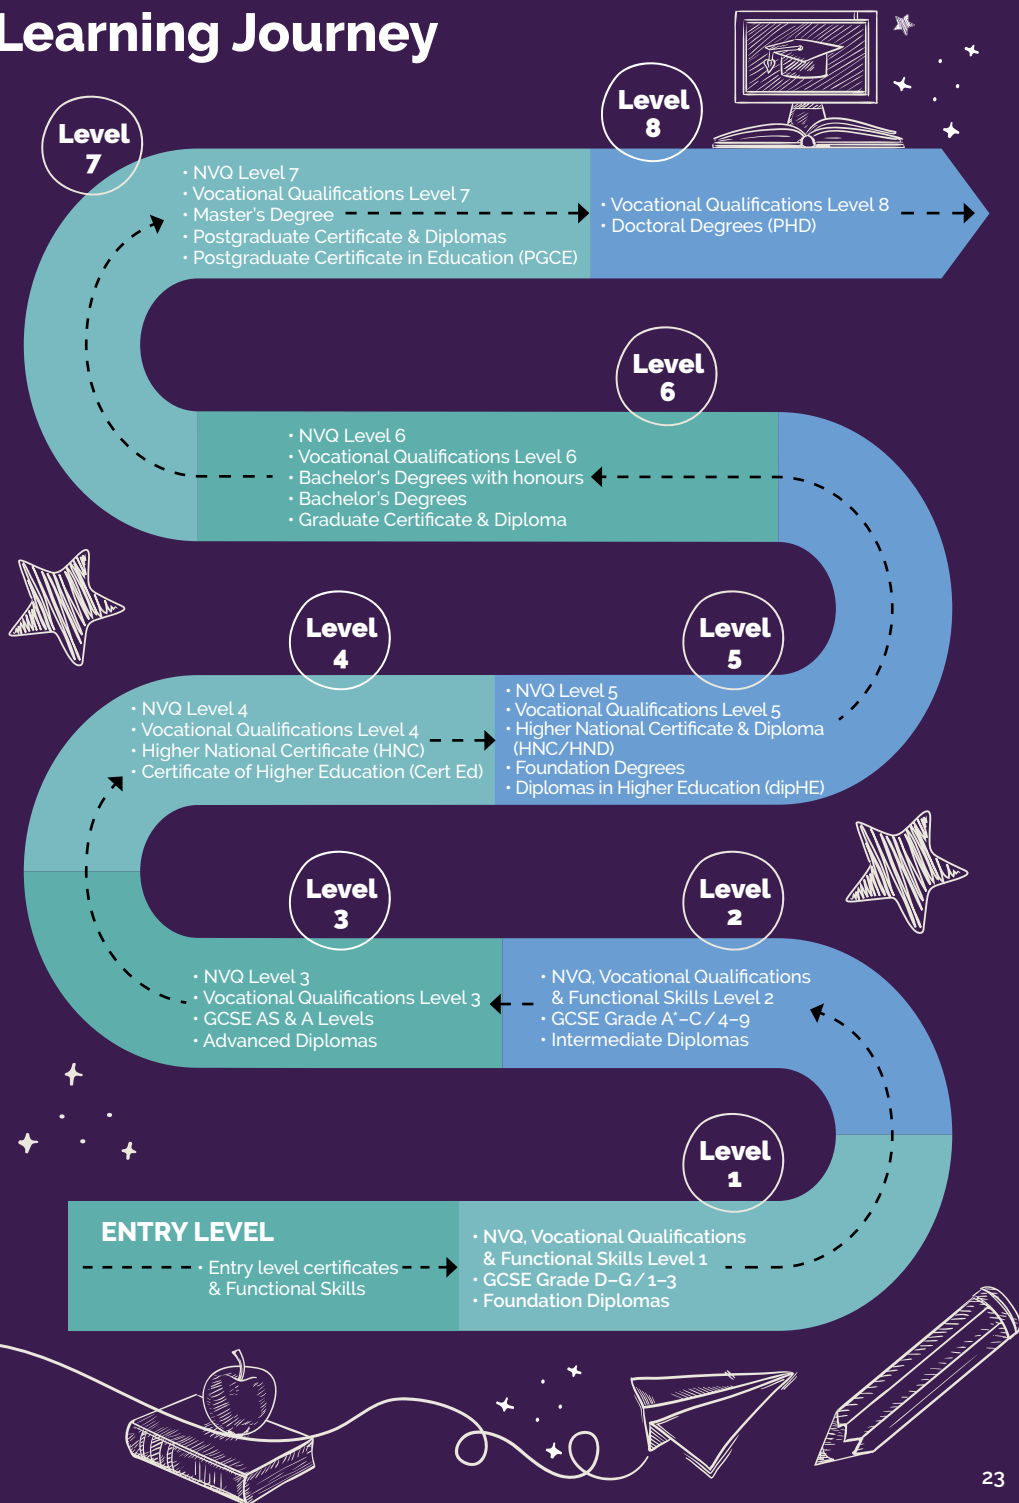 Learning Journey
Level
8
Level
7
• NVQ Level 7
• Vocational Qualifications Level 7
• Master's Degree
• Postgraduate Certificate & Diplomas
• Postgraduate Certificate in Education (PGCE)
• Vocational Qualifications Level 8
• Doctoral Degrees (PHD)
Level
6
• NVQ Level 6
• Vocational Qualifications Level 6
• Bachelor's Degrees with honours
• Bachelor's Degrees
• Graduate Certificate & Diploma
Level
4
• NVQ Level 4
• Vocational Qualifications Level 4
• Higher National Certificate (HNC)
• Certificate of Higher Education (Cert Ed)
Level
5
• NVQ Level 5
• Vocational Qualifications Level 5
• Higher National Certificate & Diploma
(HNC/HND)
• Foundation Degrees
• Diplomas in Higher Education (dipHE)
Level
3
• NVQ Level 3
• Vocational Qualifications Level 3
• GCSE AS & A Levels
• Advanced Diplomas
Level
2
• NVQ, Vocational Qualifications
& Functional Skills Level 2
• GCSE Grade A*–C / 4–9
• Intermediate Diplomas
Level
1
ENTRY LEVEL
• Entry level certificates
& Functional Skills
• NVQ, Vocational Qualifications
& Functional Skills Level 1
• GCSE Grade D–G / 1–3
• Foundation Diplomas
23